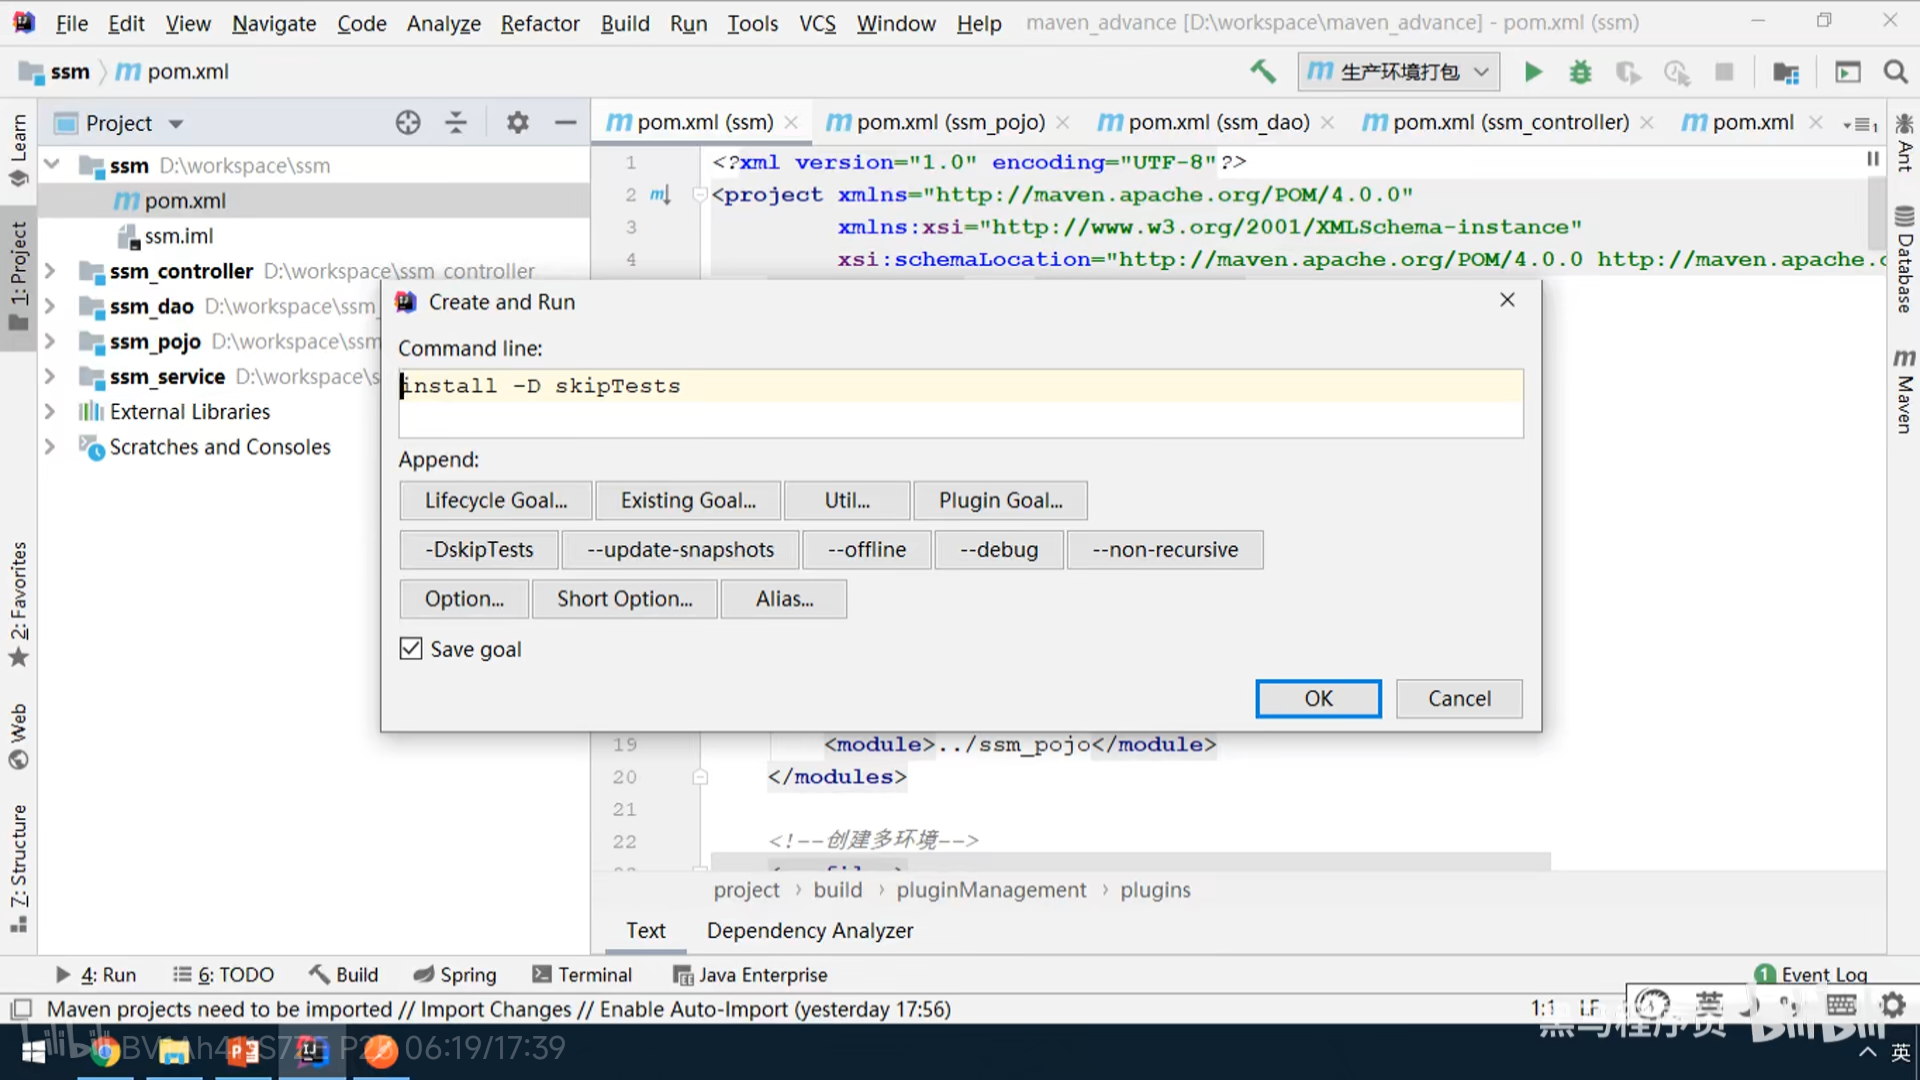 File Edit View Navigate Code Analyze Refactor Build Run Tools VCS Window Help maven_advance [D:\workspace\maven_advance] - pom.xml (ssm)
ssm pom.xml 生产环境打包
Project
pom.xml (ssm) pom.xml (ssm_pojo) pom.xml (ssm_dao) pom.xml (ssm_controller) pom.xml
Learn
1: Project
2: Favorites
Web
7: Structure
ssm D:\workspace\ssm
pom.xml
ssm.iml
ssm_controller D:\workspace\ssm_controller
ssm_dao D:\workspace\ssm_
ssm_pojo D:\workspace\ssm
ssm_service D:\workspace\s
External Libraries
Scratches and Consoles
1 <?xml version="1.0" encoding="UTF-8"?>
2 <project xmlns="http://maven.apache.org/POM/4.0.0"
3 xmlns:xsi="http://www.w3.org/2001/XMLSchema-instance"
4 xsi:schemaLocation="http://maven.apache.org/POM/4.0.0 http://maven.apache.
Create and Run
Command line:
install -D skipTests
Append:
Lifecycle Goal... Existing Goal... Util... Plugin Goal...
-DskipTests --update-snapshots --offline --debug --non-recursive
Option... Short Option... Alias...
Save goal
OK Cancel
19 <module>../ssm_pojo</module>
20 </modules>
21
22 <!--创建多环境-->
project › build › pluginManagement › plugins
Text Dependency Analyzer
Ant
Database
Maven
4: Run 6: TODO Build Spring Terminal Java Enterprise 1 Event Log
Maven projects need to be imported // Import Changes // Enable Auto-Import (yesterday 17:56) 1:1 LF 英
黑马程序员 bilibili
P25 06:19/17:39 英